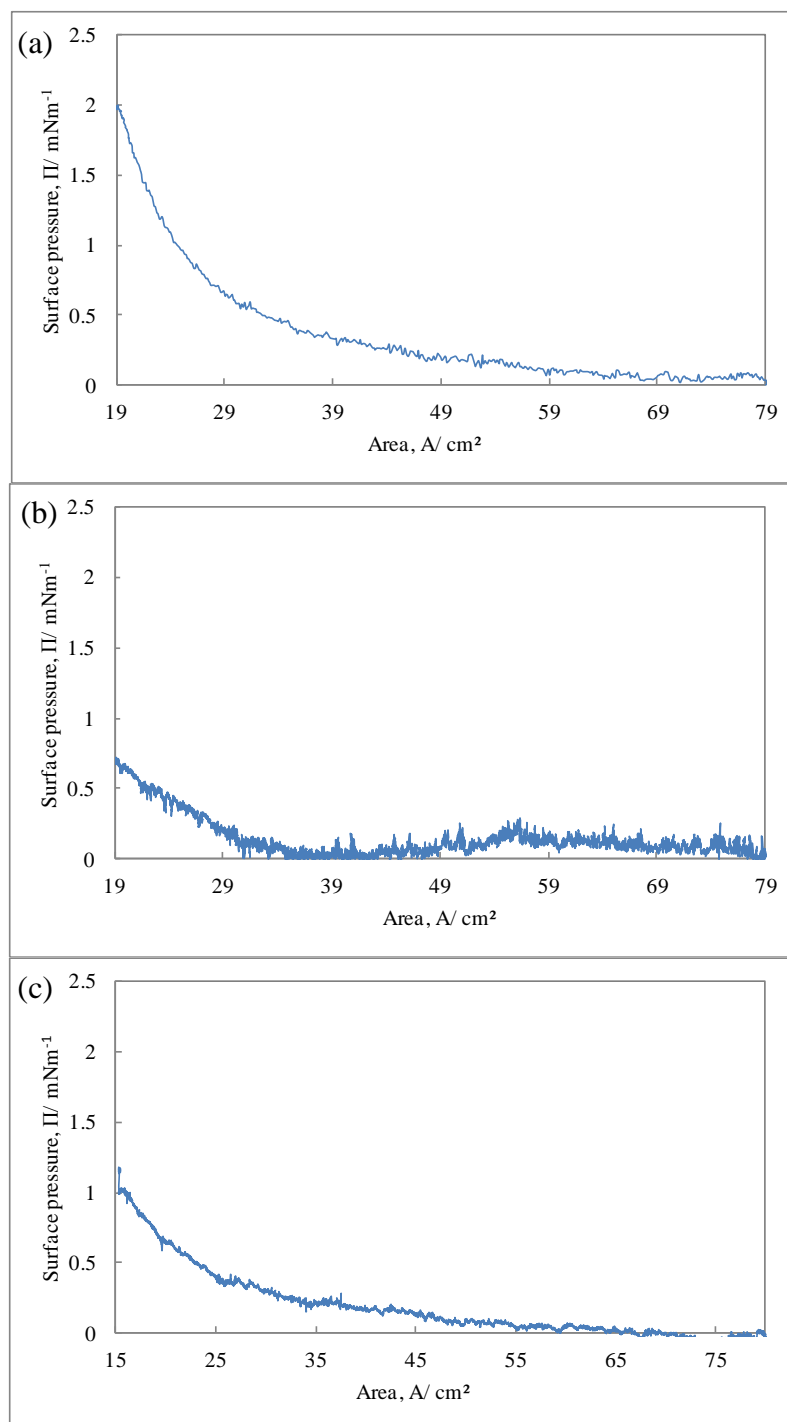 (a)
2.5
2
1.5
1
0.5
0
Surface pressure, Π/ mNm⁻¹
19 29 39 49 59 69 79
Area, A/ cm²
(b)
2.5
2
1.5
1
0.5
0
Surface pressure, Π/ mNm⁻¹
19 29 39 49 59 69 79
Area, A/ cm²
(c)
2.5
2
1.5
1
0.5
0
Surface pressure, Π/ mNm⁻¹
15 25 35 45 55 65 75
Area, A/ cm²